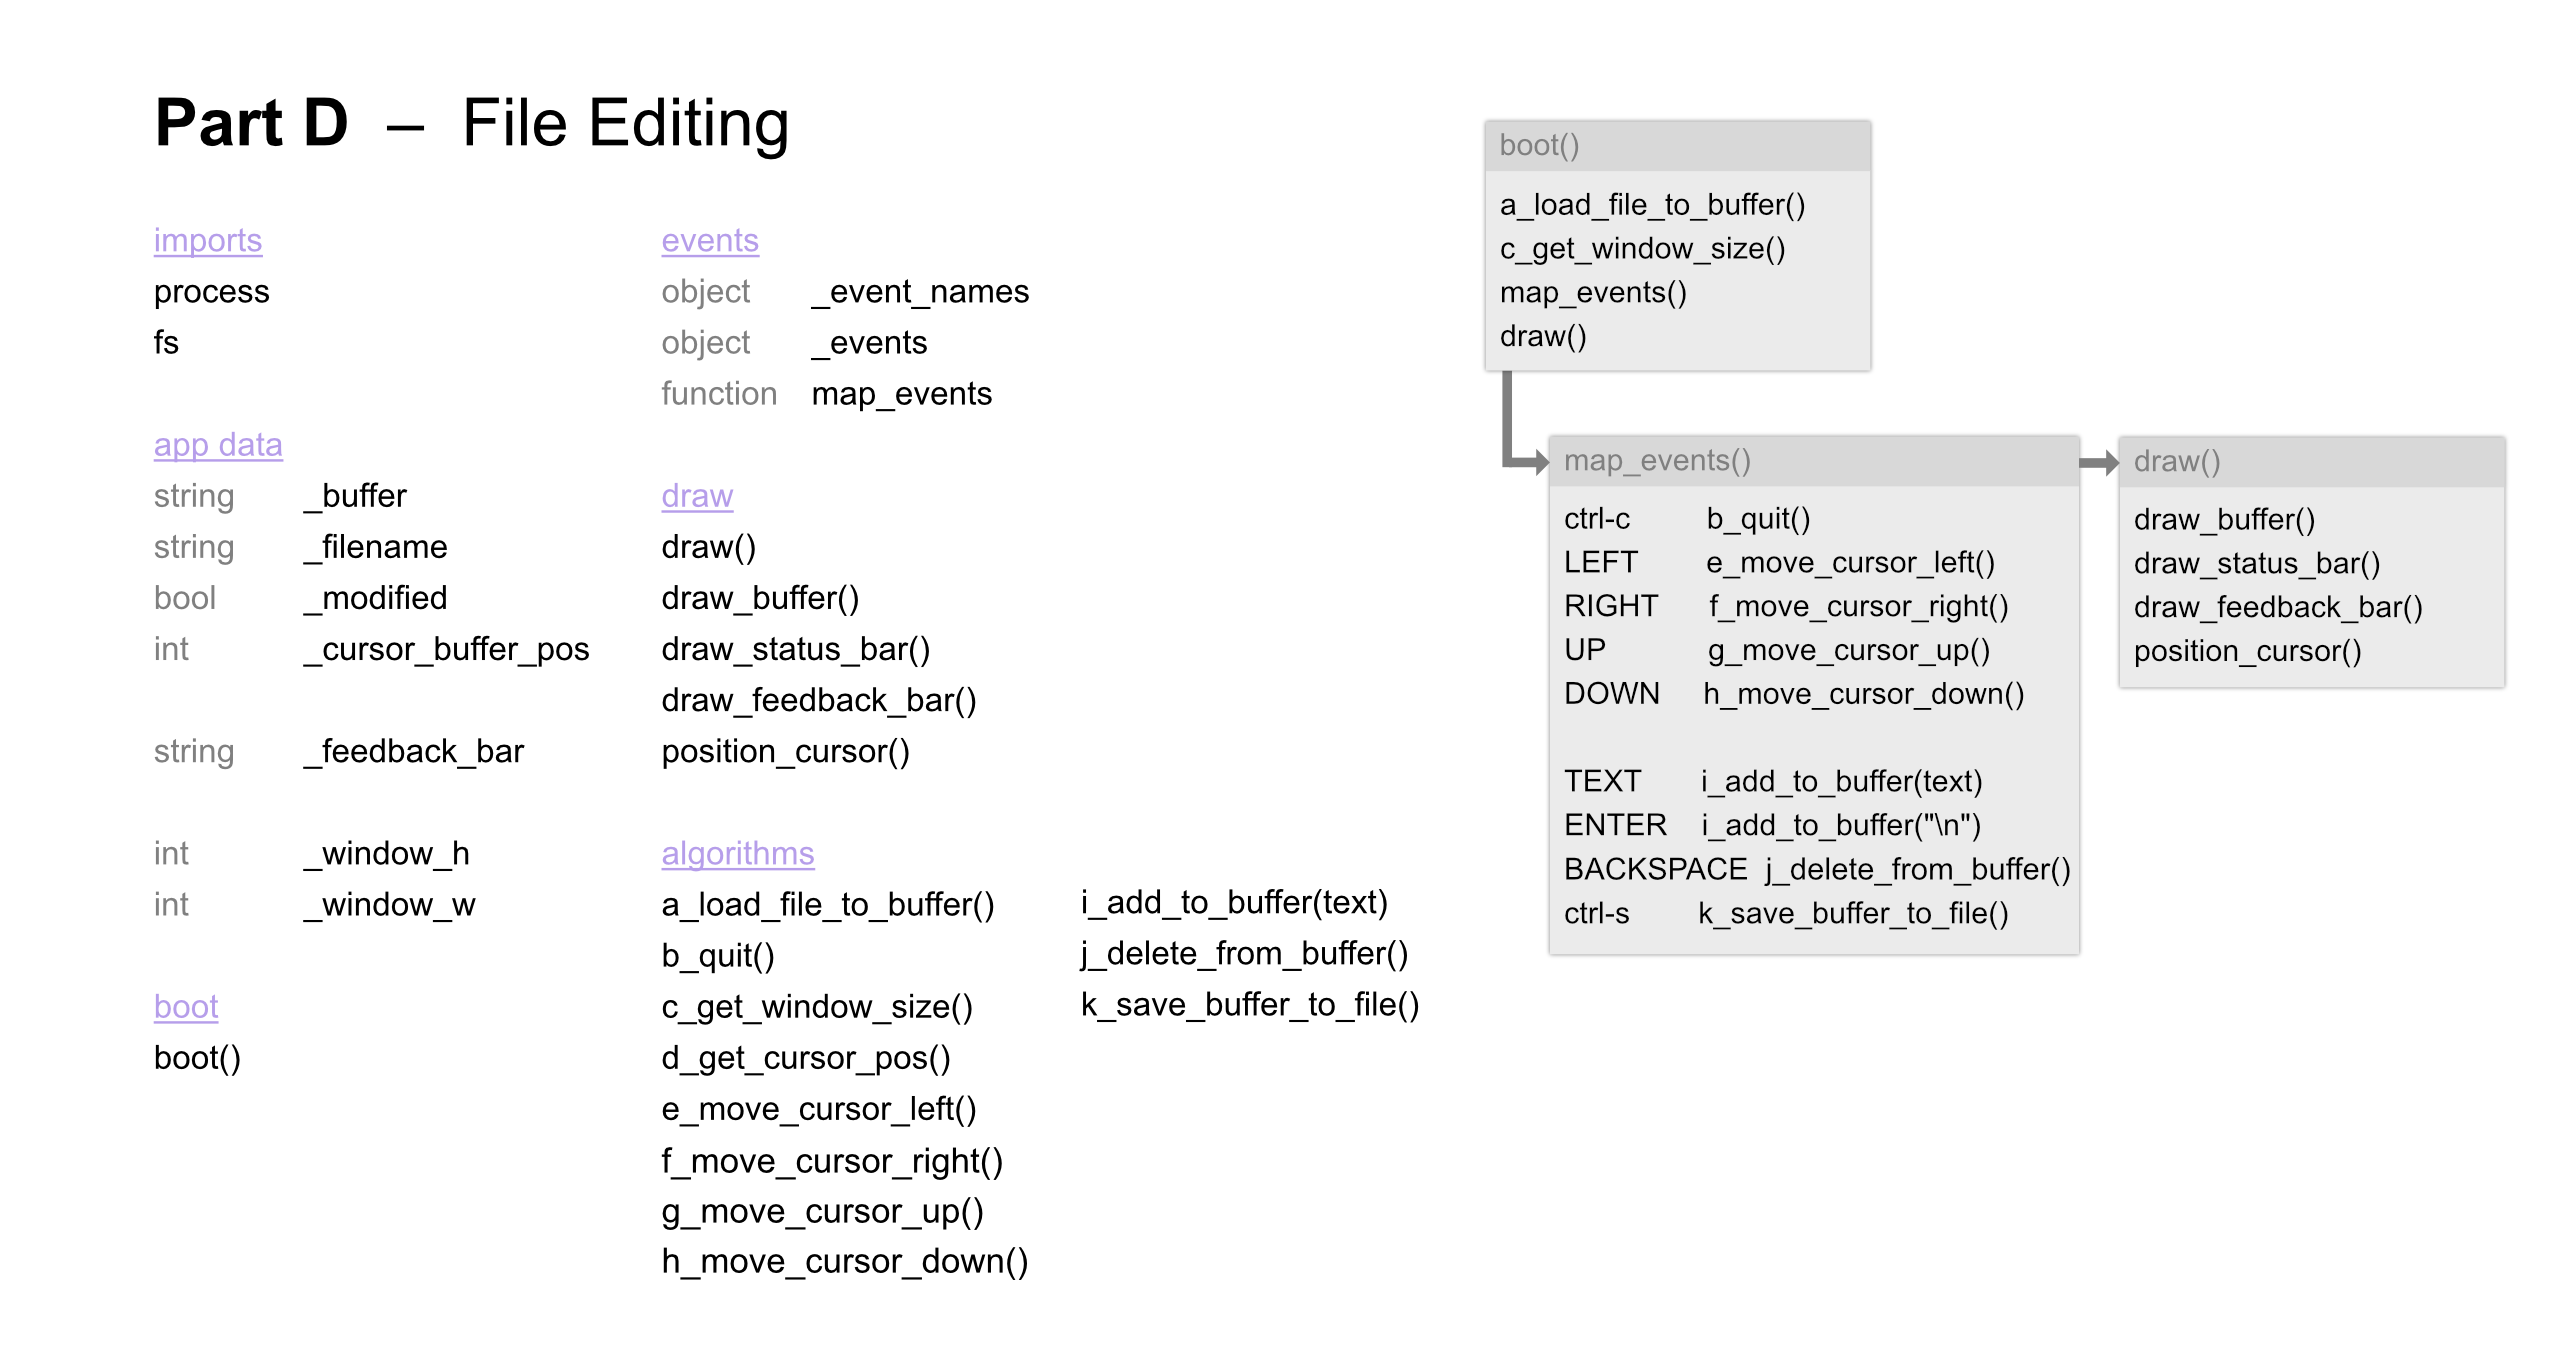 Part D – File Editing
imports
process
fs
app data
string _buffer
string _filename
bool _modified
int _cursor_buffer_pos
string _feedback_bar
int _window_h
int _window_w
boot
boot()
events
object _event_names
object _events
function map_events
draw
draw()
draw_buffer()
draw_status_bar()
draw_feedback_bar()
position_cursor()
algorithms
a_load_file_to_buffer()
b_quit()
c_get_window_size()
d_get_cursor_pos()
e_move_cursor_left()
f_move_cursor_right()
g_move_cursor_up()
h_move_cursor_down()
i_add_to_buffer(text)
j_delete_from_buffer()
k_save_buffer_to_file()
boot()
a_load_file_to_buffer()
c_get_window_size()
map_events()
draw()
map_events()
ctrl-c b_quit()
LEFT e_move_cursor_left()
RIGHT f_move_cursor_right()
UP g_move_cursor_up()
DOWN h_move_cursor_down()
TEXT i_add_to_buffer(text)
ENTER i_add_to_buffer("\n")
BACKSPACE j_delete_from_buffer()
ctrl-s k_save_buffer_to_file()
draw()
draw_buffer()
draw_status_bar()
draw_feedback_bar()
position_cursor()